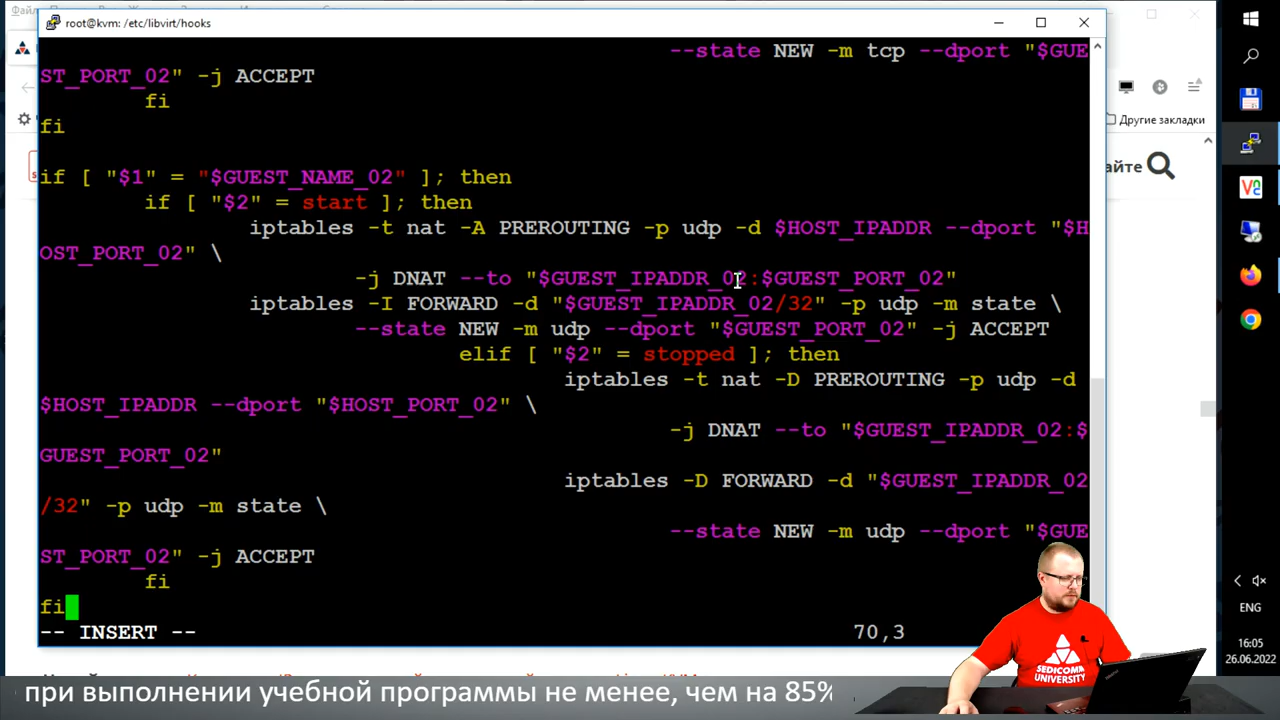 Файл
root@kvm: /etc/libvirt/hooks
--state NEW -m tcp --dport "$GUE
ST_PORT_02" -j ACCEPT
fi
fi
if [ "$1" = "$GUEST_NAME_02" ]; then
if [ "$2" = start ]; then
iptables -t nat -A PREROUTING -p udp -d $HOST_IPADDR --dport "$H
OST_PORT_02" \
-j DNAT --to "$GUEST_IPADDR_02:$GUEST_PORT_02"
iptables -I FORWARD -d "$GUEST_IPADDR_02/32" -p udp -m state \
--state NEW -m udp --dport "$GUEST_PORT_02" -j ACCEPT
elif [ "$2" = stopped ]; then
iptables -t nat -D PREROUTING -p udp -d
$HOST_IPADDR --dport "$HOST_PORT_02" \
-j DNAT --to "$GUEST_IPADDR_02:$
GUEST_PORT_02"
iptables -D FORWARD -d "$GUEST_IPADDR_02
/32" -p udp -m state \
--state NEW -m udp --dport "$GUE
ST_PORT_02" -j ACCEPT
fi
fi
-- INSERT -- 70,3
Другие закладки
айте
ENG
16:05
26.06.2022
SEDICOMM
UNIVERSITY
при выполнении учебной программы не менее, чем на 85%